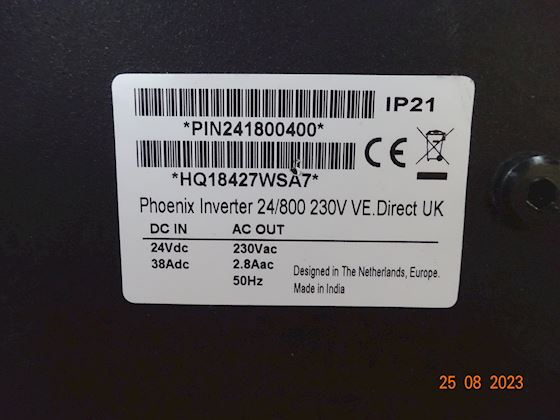 IP21
*PIN241800400*
*HQ18427WSA7*
CE
Phoenix Inverter 24/800 230V VE.Direct UK
DC IN AC OUT
24Vdc 230Vac
38Adc 2.8Aac
50Hz
Designed in The Netherlands, Europe.
Made in India
25 08 2023